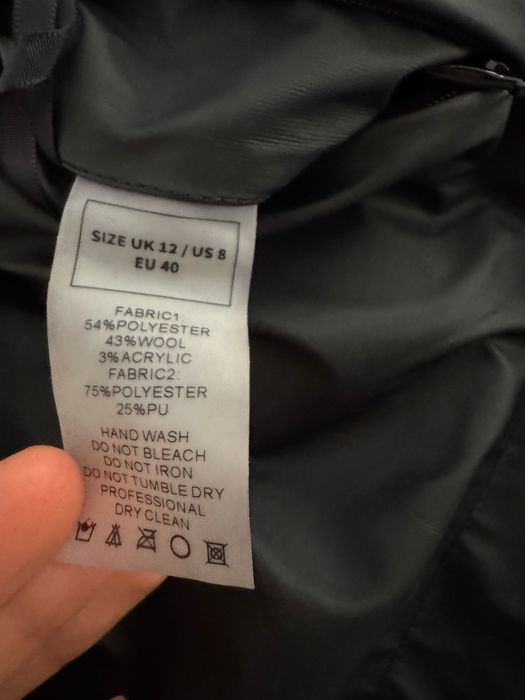 SIZE UK 12 / US 8
EU 40
FABRIC1
54%POLYESTER
43%WOOL
3%ACRYLIC
FABRIC2:
75%POLYESTER
25%PU
HAND WASH
DO NOT BLEACH
DO NOT IRON
DO NOT TUMBLE DRY
PROFESSIONAL
DRY CLEAN